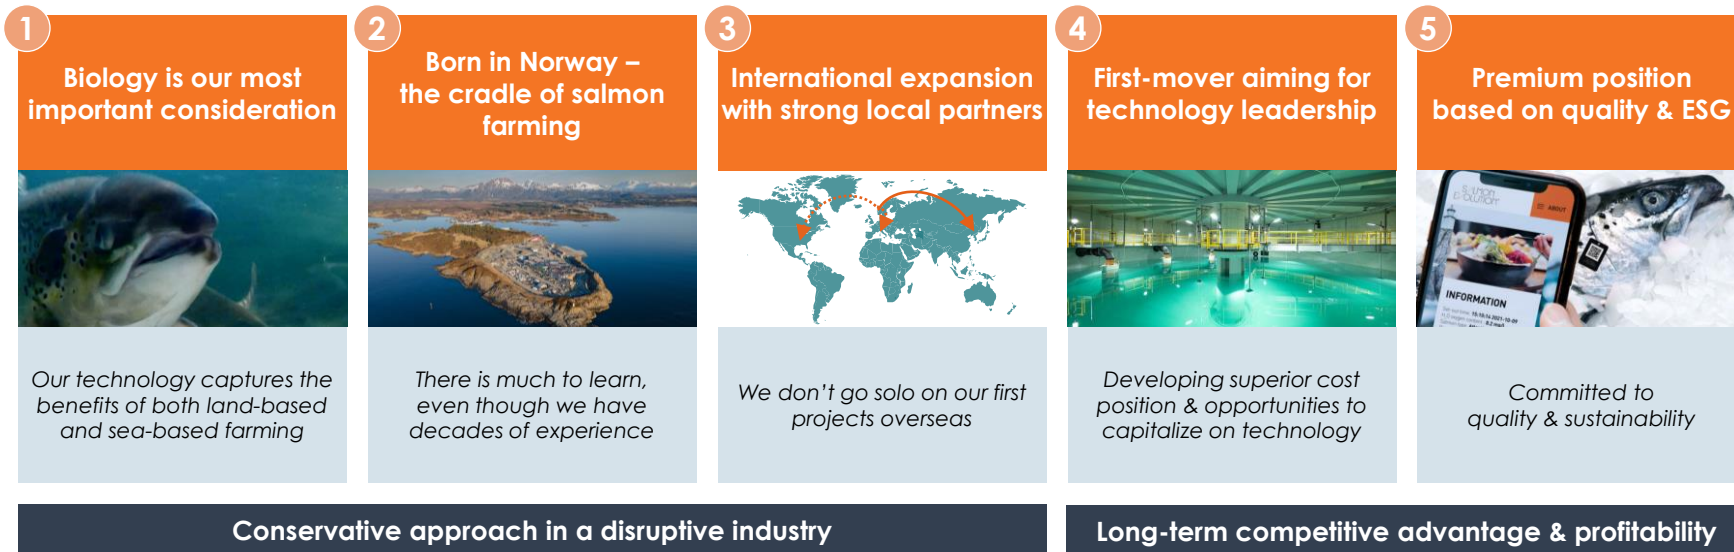 1
Biology is our most
important consideration
Our technology captures the
benefits of both land-based
and sea-based farming
2
Born in Norway –
the cradle of salmon
farming
There is much to learn,
even though we have
decades of experience
3
International expansion
with strong local partners
We don't go solo on our first
projects overseas
4
First-mover aiming for
technology leadership
Developing superior cost
position & opportunities to
capitalize on technology
5
Premium position
based on quality & ESG
ABOUT
INFORMATION
Committed to
quality & sustainability
Conservative approach in a disruptive industry
Long-term competitive advantage & profitability